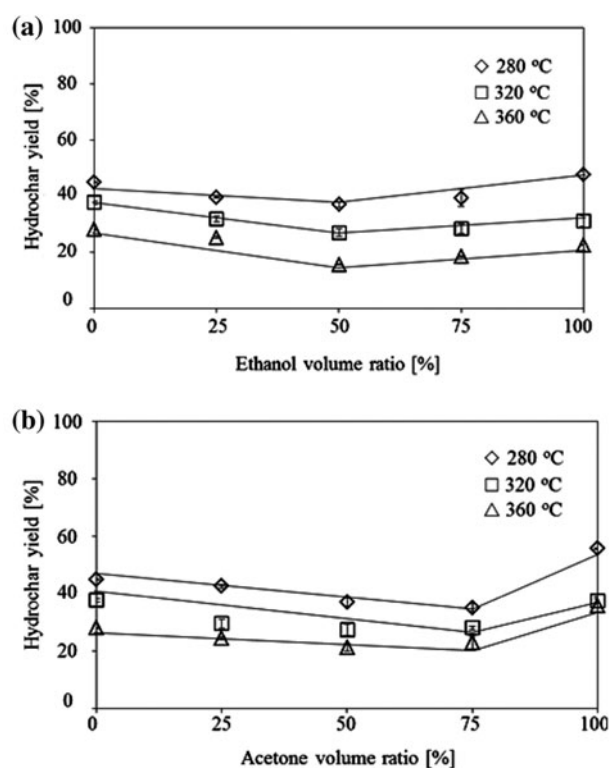 (a)
100
80
60
40
20
0
Hydrochar yield [%]
280 ºC
320 ºC
360 ºC
0 25 50 75 100
Ethanol volume ratio [%]
(b)
100
80
60
40
20
0
Hydrochar yield [%]
280 ºC
320 ºC
360 ºC
0 25 50 75 100
Acetone volume ratio [%]